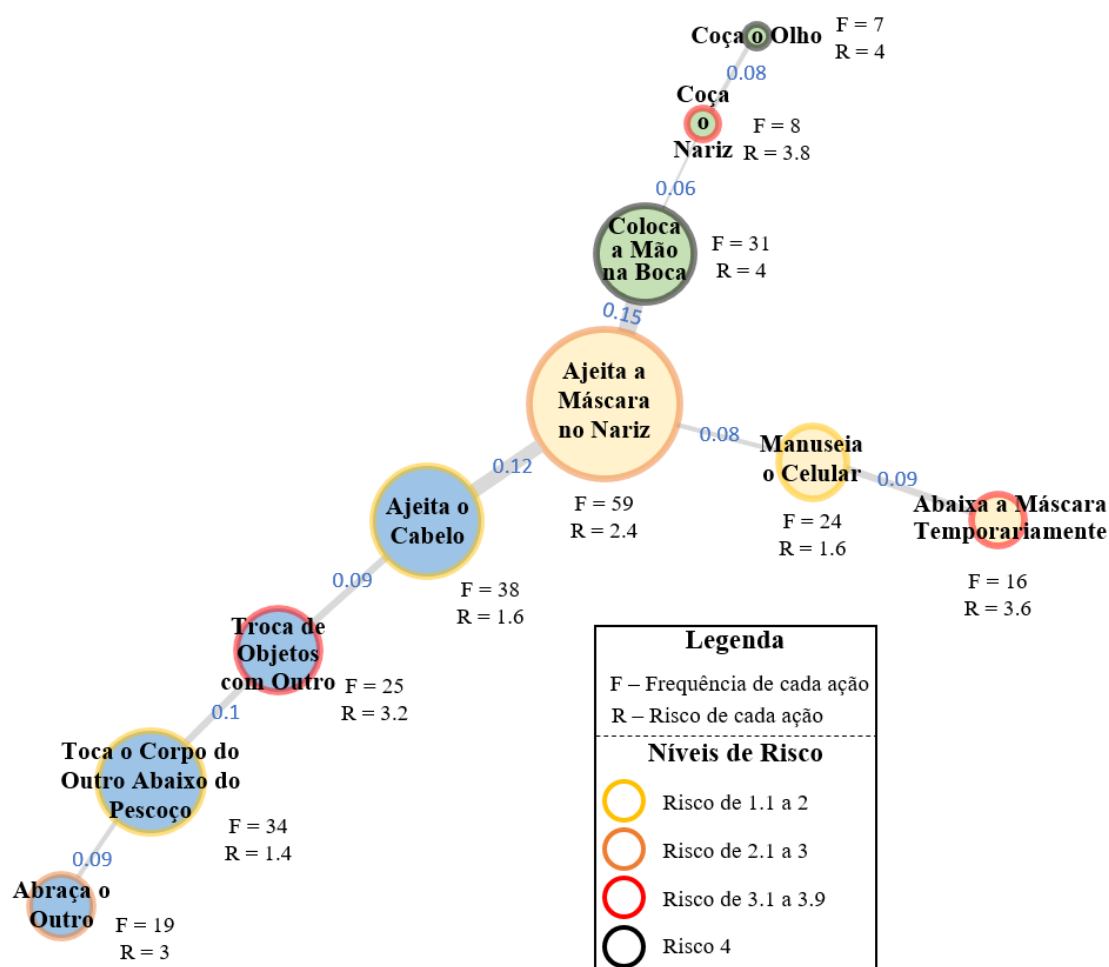 Coça o Olho
F = 7
R = 4
0.08
Coça
o
Nariz
F = 8
R = 3.8
0.06
Coloca
a Mão
na Boca
F = 31
R = 4
0.15
Ajeita a
Máscara
no Nariz
F = 59
R = 2.4
0.08
Manuseia
o Celular
F = 24
R = 1.6
0.09
Abaixa a Máscara
Temporariamente
F = 16
R = 3.6
0.12
Ajeita o
Cabelo
F = 38
R = 1.6
0.09
Troca de
Objetos
com Outro
F = 25
R = 3.2
0.1
Toca o Corpo do
Outro Abaixo do
Pescoço
F = 34
R = 1.4
0.09
Abraça o
Outro
F = 19
R = 3
Legenda
F – Frequência de cada ação
R – Risco de cada ação
Níveis de Risco
Risco de 1.1 a 2
Risco de 2.1 a 3
Risco de 3.1 a 3.9
Risco 4